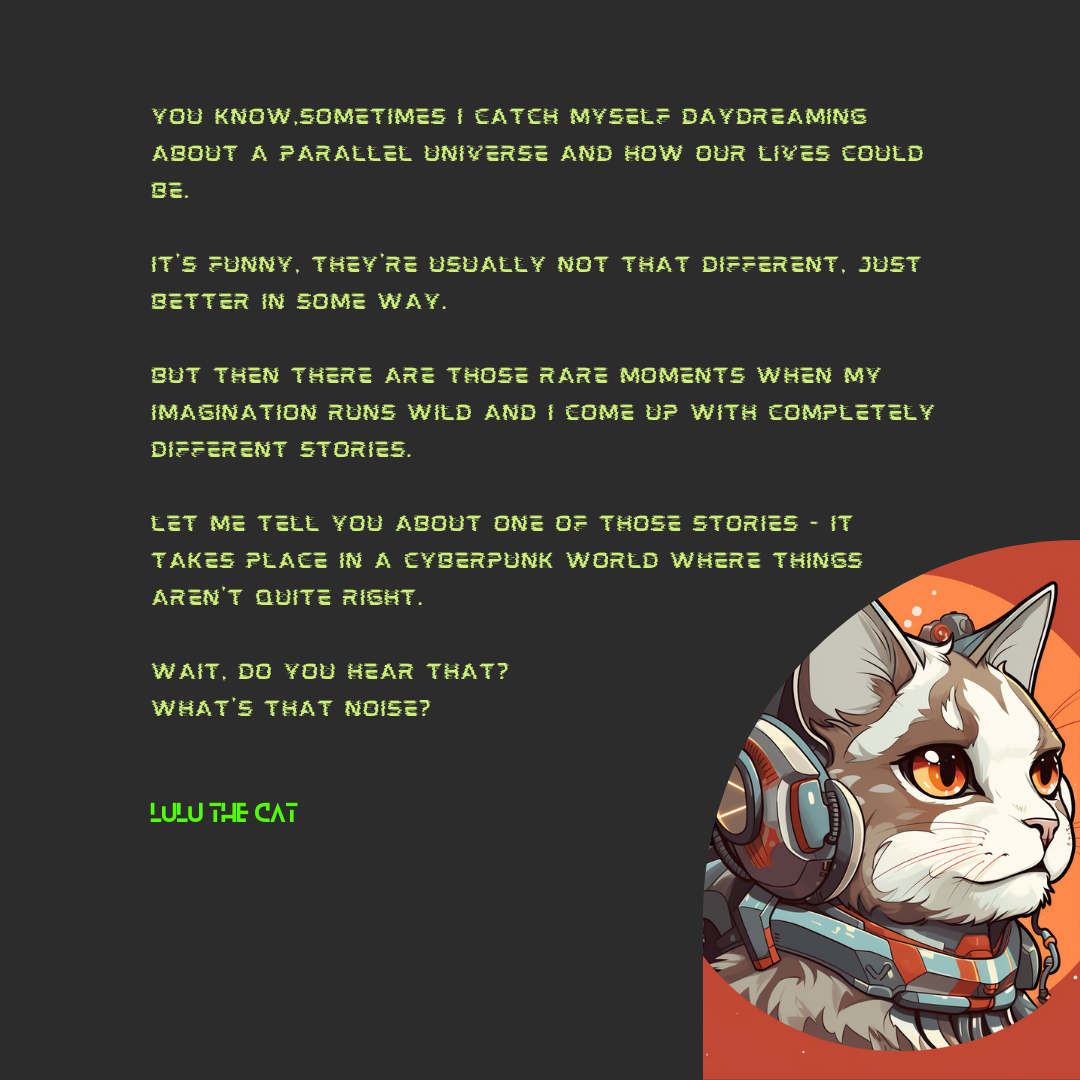 YOU KNOW,SOMETIMES I CATCH MYSELF DAYDREAMING
ABOUT A PARALLEL UNIVERSE AND HOW OUR LIVES COULD
BE.
IT'S FUNNY, THEY'RE USUALLY NOT THAT DIFFERENT, JUST
BETTER IN SOME WAY.
BUT THEN THERE ARE THOSE RARE MOMENTS WHEN MY
IMAGINATION RUNS WILD AND I COME UP WITH COMPLETELY
DIFFERENT STORIES.
LET ME TELL YOU ABOUT ONE OF THOSE STORIES - IT
TAKES PLACE IN A CYBERPUNK WORLD WHERE THINGS
AREN'T QUITE RIGHT.
WAIT, DO YOU HEAR THAT?
WHAT'S THAT NOISE?
LULU THE CAT